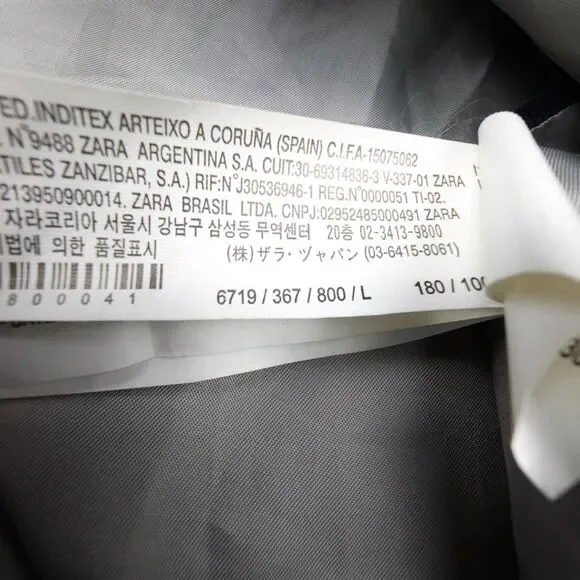 ED.INDITEX ARTEIXO A CORUÑA (SPAIN) C.I.F.A-15075062
. Nº9488 ZARA ARGENTINA S.A. CUIT:30-69314836-3 V-337-01 ZARA
TILES ZANZIBAR, S.A.) RIF:NºJ30536946-1 REG.Nº0000051 TI-02.
213950900014. ZARA BRASIL LTDA. CNPJ:02952485000491 ZARA
자라코리아 서울시 강남구 삼성동 무역센터 20층 02-3413-9800
법에 의한 품질표시 (株) ザラ・ジャパン (03-6415-8061)
800041 6719 / 367 / 800 / L 180 / 100